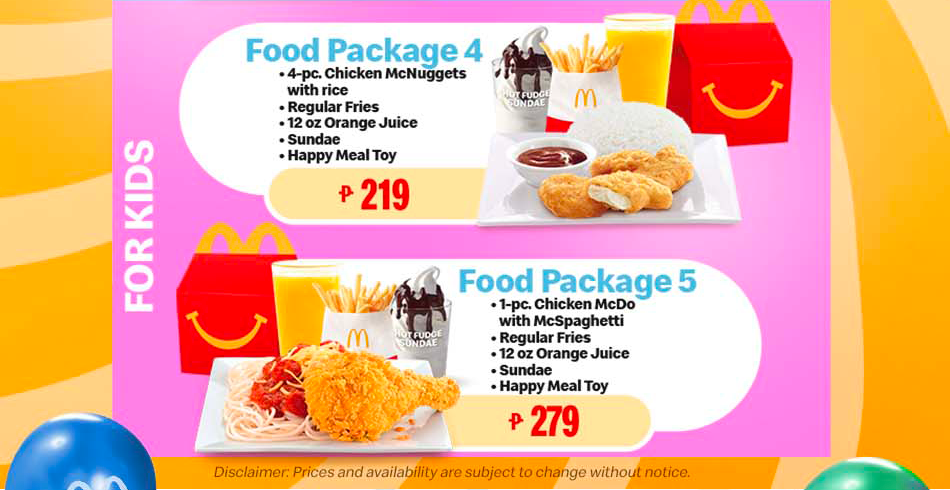 FOR KIDS
Food Package 4
• 4-pc. Chicken McNuggets
with rice
• Regular Fries
• 12 oz Orange Juice
• Sundae
• Happy Meal Toy
₱ 219
HOT FUDGE
SUNDAE
Food Package 5
• 1-pc. Chicken McDo
with McSpaghetti
• Regular Fries
• 12 oz Orange Juice
• Sundae
• Happy Meal Toy
₱ 279
HOT FUDGE
SUNDAE
Disclaimer: Prices and availability are subject to change without notice.